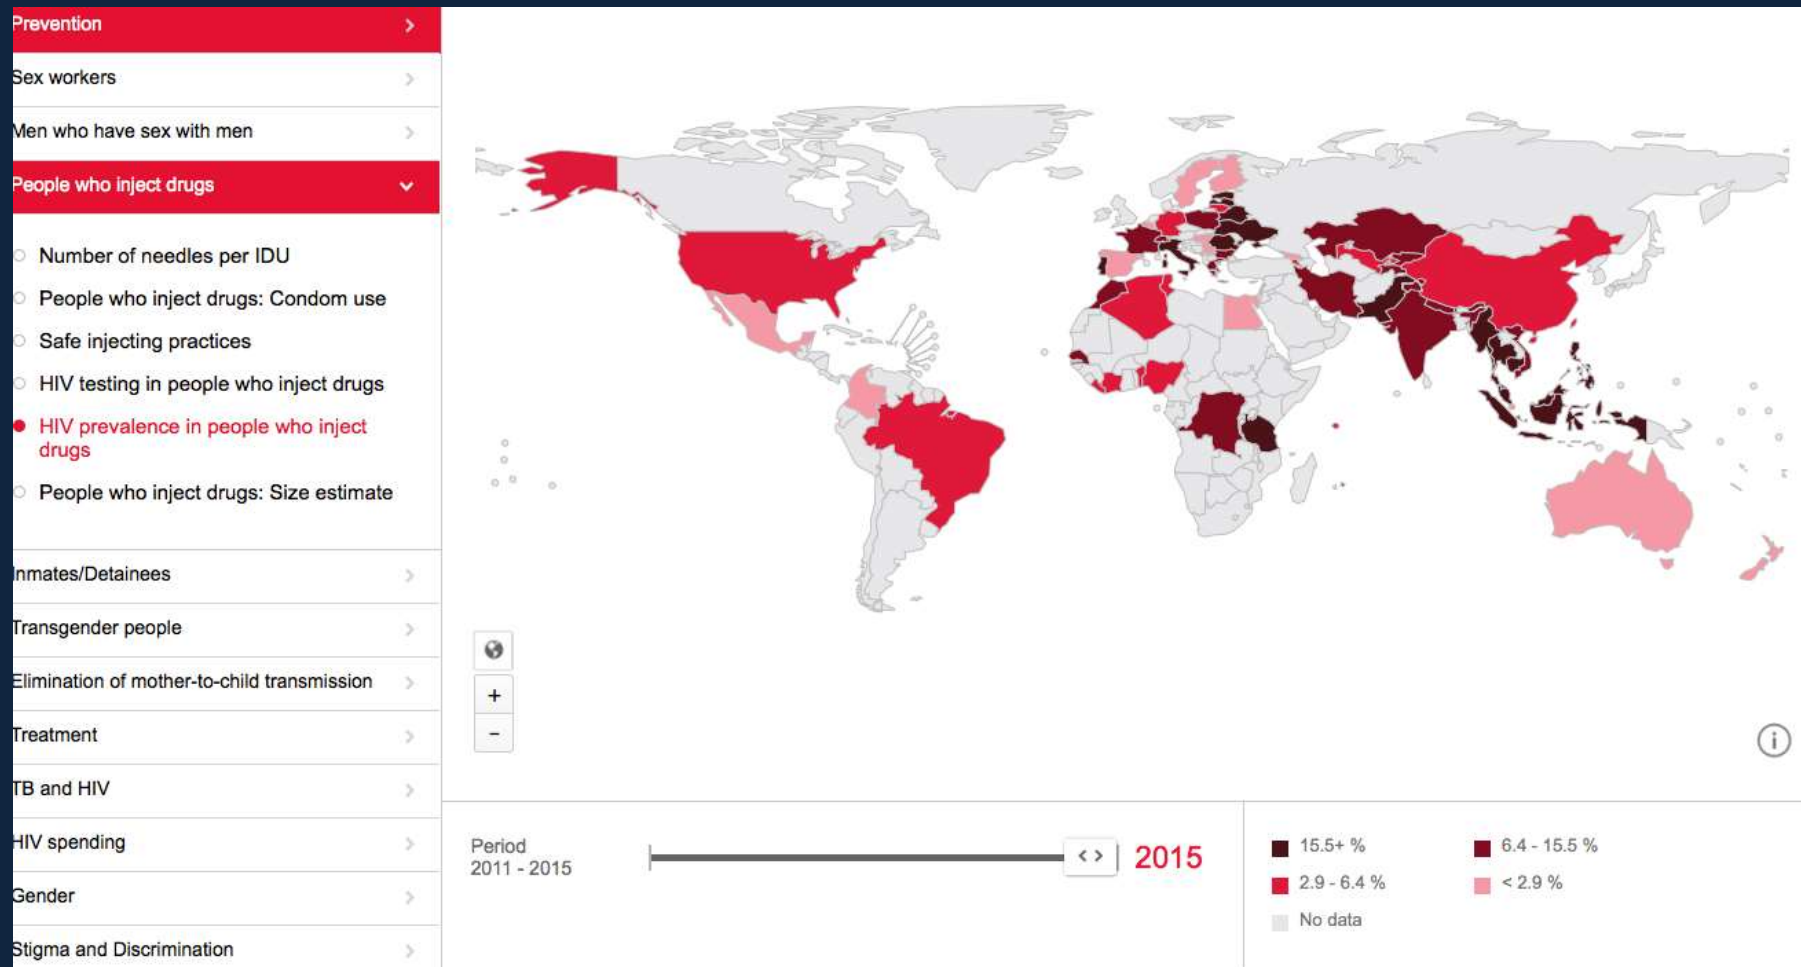 Prevention
Sex workers
Men who have sex with men
People who inject drugs
Number of needles per IDU
People who inject drugs: Condom use
Safe injecting practices
HIV testing in people who inject drugs
HIV prevalence in people who inject
drugs
People who inject drugs: Size estimate
Inmates/Detainees
Transgender people
Elimination of mother-to-child transmission
Treatment
TB and HIV
HIV spending
Gender
Stigma and Discrimination
+
−
i
Period
2011 - 2015
< >
2015
15.5+ %
6.4 - 15.5 %
2.9 - 6.4 %
< 2.9 %
No data